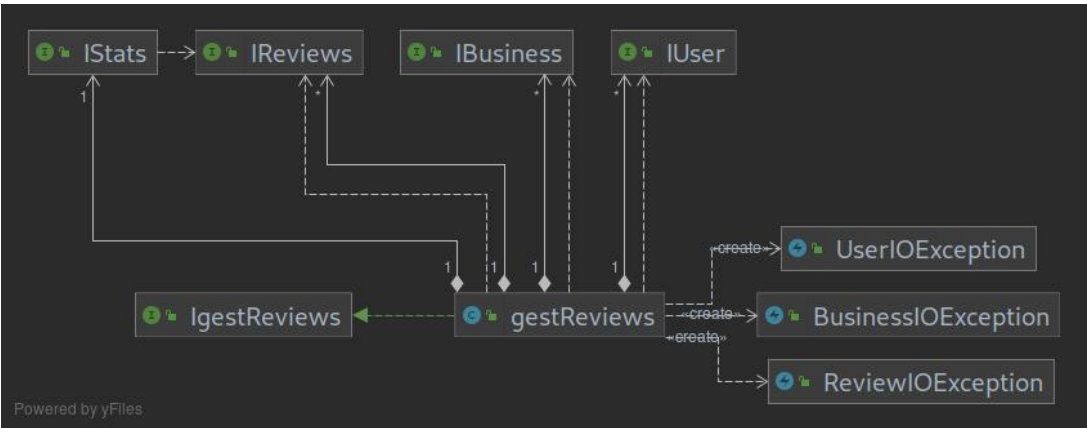 IStats
IReviews
IBusiness
IUser
1
*
*
*
1
1
1
1
«create»
UserIOException
IgestReviews
gestReviews
«create»
BusinessIOException
«create»
ReviewIOException
Powered by yFiles